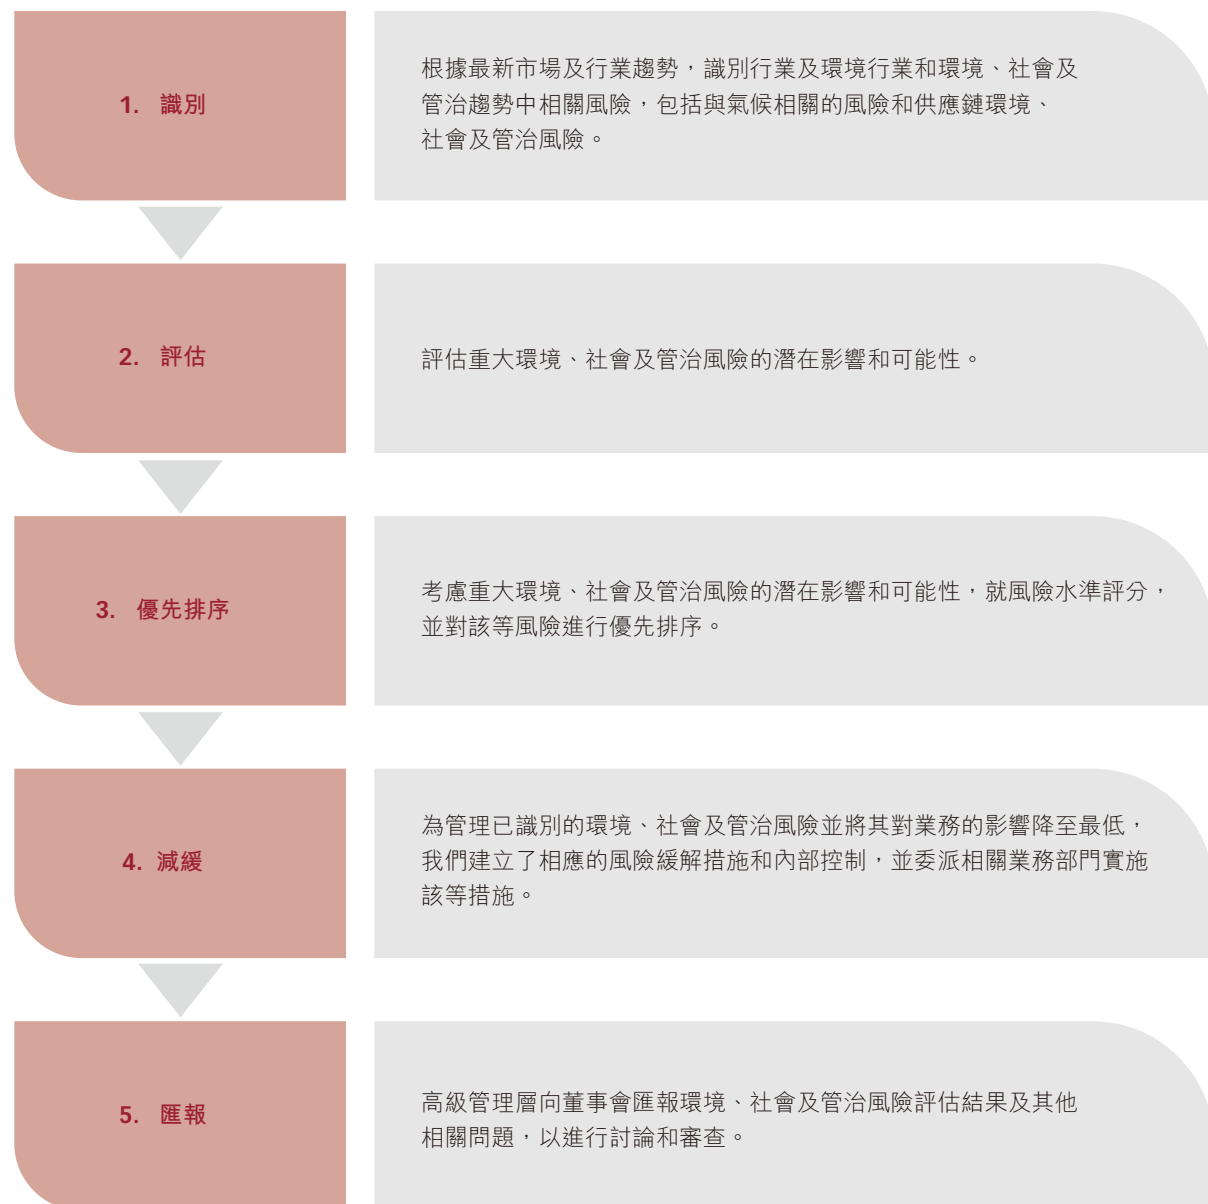 1. 識別
根據最新市場及行業趨勢，識別行業及環境行業和環境、社會及
管治趨勢中相關風險，包括與氣候相關的風險和供應鏈環境、
社會及管治風險。
2. 評估
評估重大環境、社會及管治風險的潛在影響和可能性。
3. 優先排序
考慮重大環境、社會及管治風險的潛在影響和可能性，就風險水準評分，
並對該等風險進行優先排序。
4. 減緩
為管理已識別的環境、社會及管治風險並將其對業務的影響降至最低，
我們建立了相應的風險緩解措施和內部控制，並委派相關業務部門實施
該等措施。
5. 匯報
高級管理層向董事會匯報環境、社會及管治風險評估結果及其他
相關問題，以進行討論和審查。